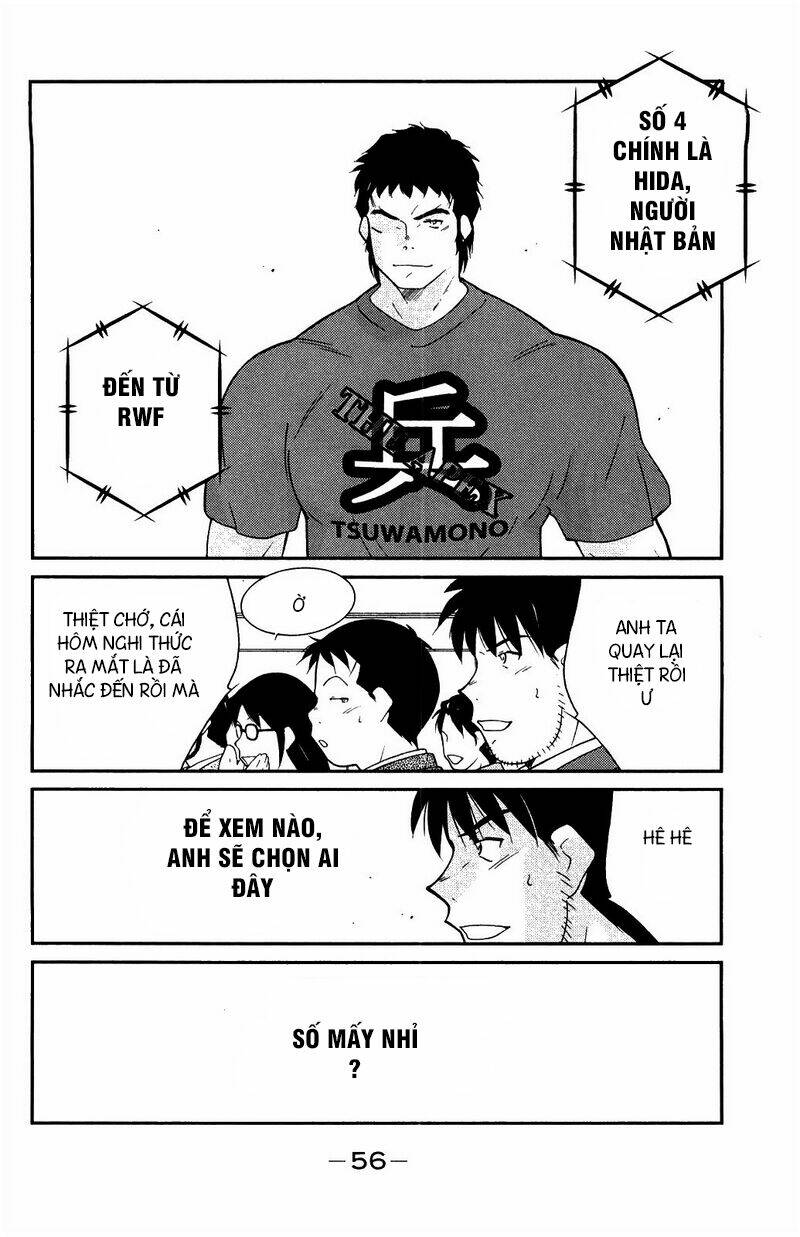 SỐ 4
CHÍNH LÀ
HIDA,
NGƯỜI
NHẬT BẢN
ĐẾN TỪ
RWF
兵
THE APEX
TSUWAMONO
ANH TA
QUAY LẠI
THIỆT RỒI
Ư
Ờ
THIỆT CHỚ, CÁI
HÔM NGHI THỨC
RA MẮT LÀ ĐÃ
NHẮC ĐẾN RỒI MÀ
HÊ HÊ
ĐỂ XEM NÀO,
ANH SẼ CHỌN AI
ĐÂY
SỐ MẤY NHỈ
?
—56—